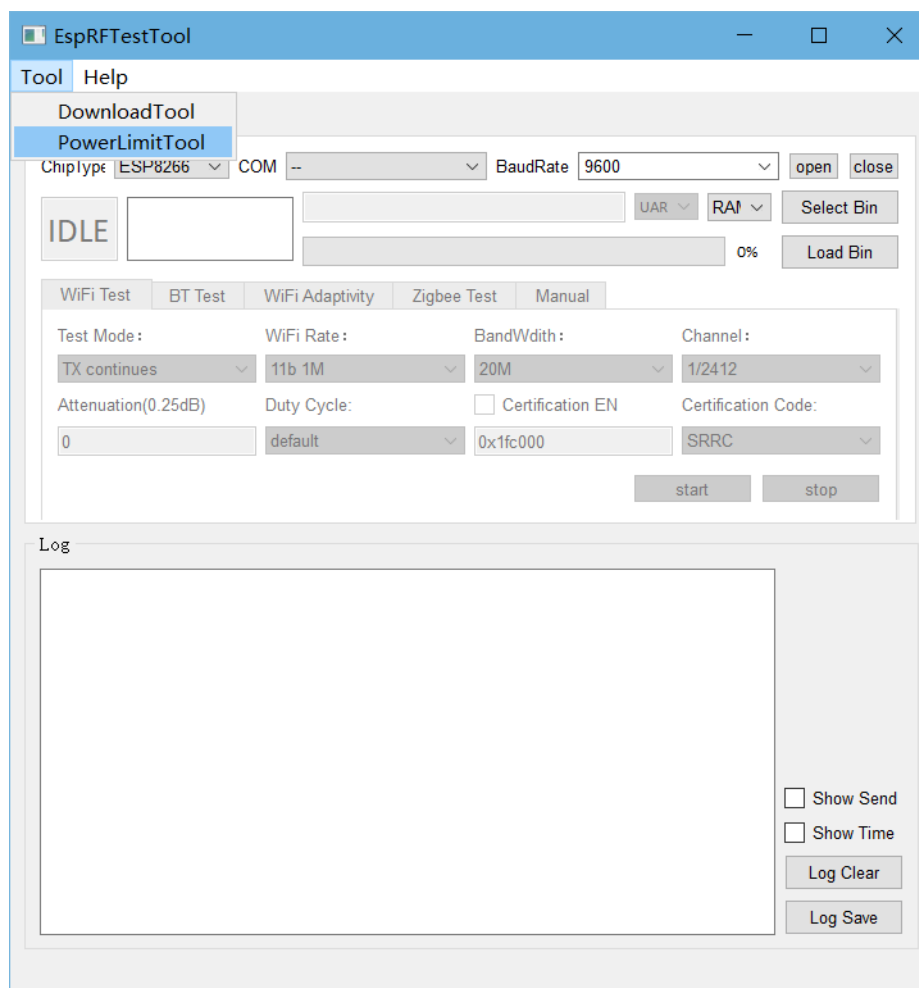 EspRFTestTool
Tool Help
DownloadTool
PowerLimitTool
ChipType ESP8266 COM -- BaudRate 9600 open close
IDLE UAR RAM Select Bin
0% Load Bin
WiFi Test BT Test WiFi Adaptivity Zigbee Test Manual
Test Mode: WiFi Rate: BandWdith: Channel:
TX continues 11b 1M 20M 1/2412
Attenuation(0.25dB) Duty Cycle: Certification EN Certification Code:
0 default 0x1fc000 SRRC
start stop
Log
Show Send
Show Time
Log Clear
Log Save